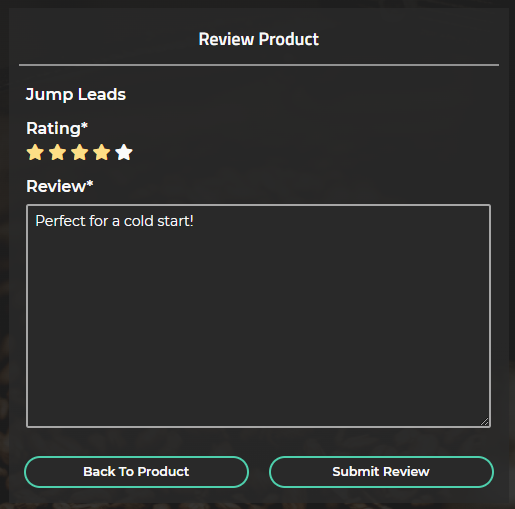 Review Product
Jump Leads
Rating*
Review*
Perfect for a cold start!
Back To Product
Submit Review